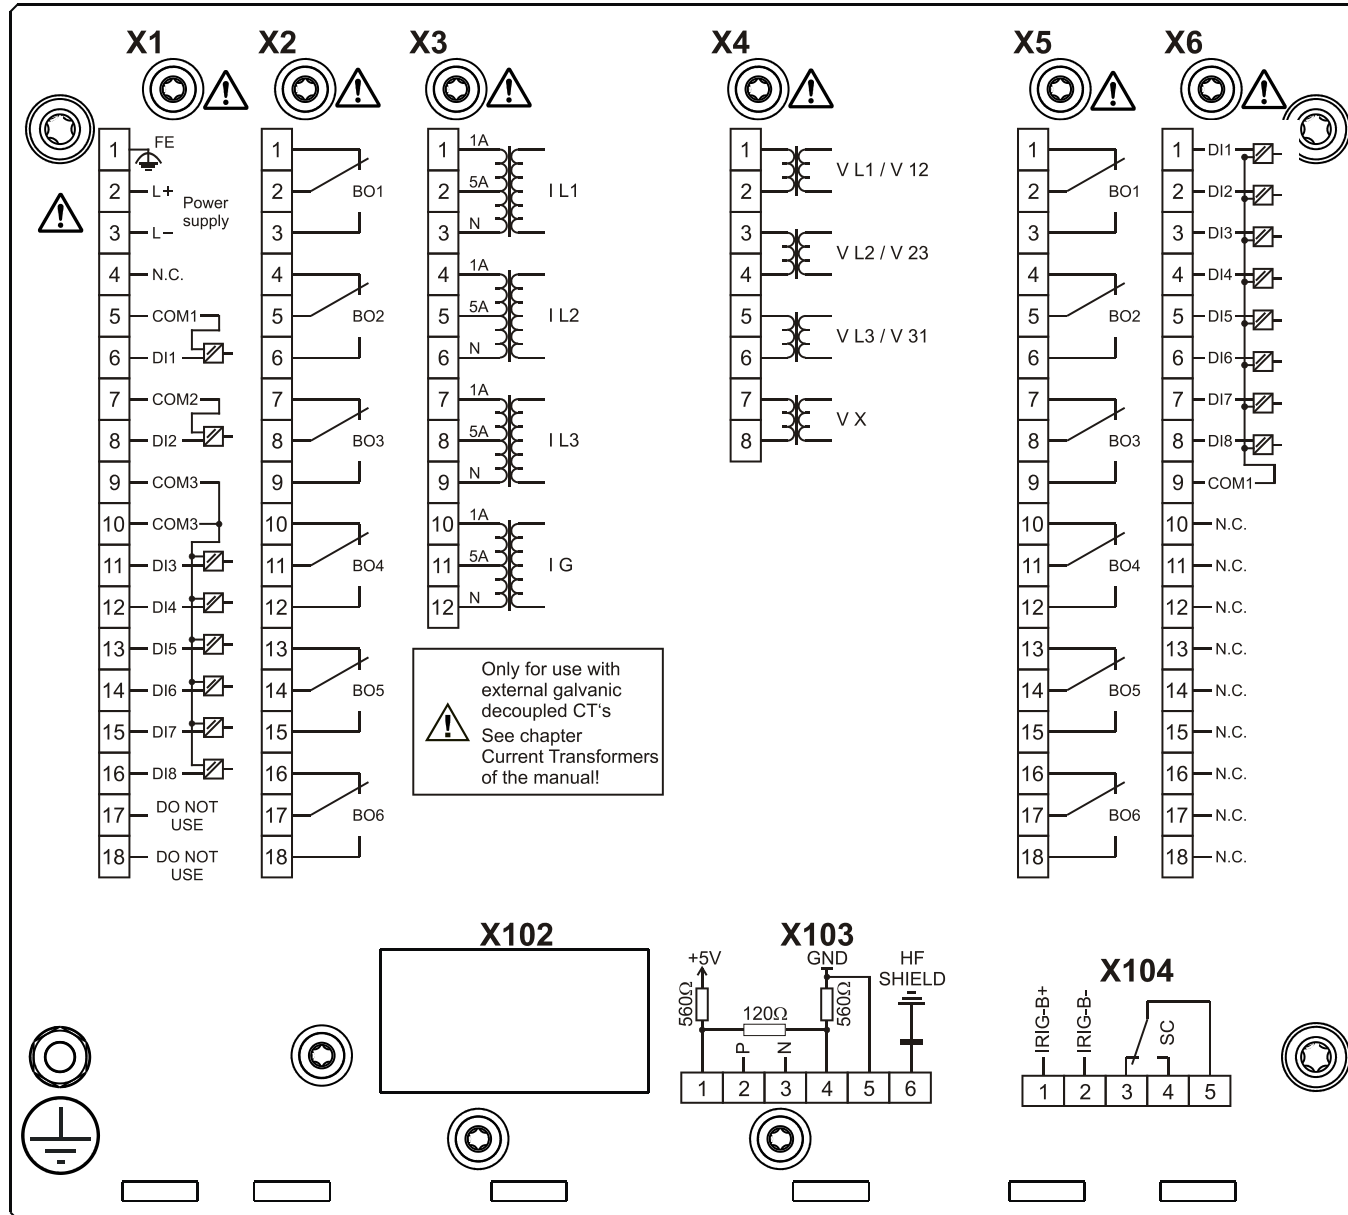 X1
X2
X3
X4
X5
X6
1 FE
2 L+
Power
supply
3 L-
4 N.C.
5 COM1
6 DI1
7 COM2
8 DI2
9 COM3
10 COM3
11 DI3
12 DI4
13 DI5
14 DI6
15 DI7
16 DI8
17 DO NOT
USE
18 DO NOT
USE
1
2 BO1
3
4
5 BO2
6
7
8 BO3
9
10
11 BO4
12
13
14 BO5
15
16
17 BO6
18
1 1A
2 5A I L1
3 N
4 1A
5 5A I L2
6 N
7 1A
8 5A I L3
9 N
10 1A
11 5A I G
12 N
Only for use with
external galvanic
decoupled CT's
See chapter
Current Transformers
of the manual!
1
V L1 / V 12
2
3
V L2 / V 23
4
5
V L3 / V 31
6
7
V X
8
1
2 BO1
3
4
5 BO2
6
7
8 BO3
9
10
11 BO4
12
13
14 BO5
15
16
17 BO6
18
1 DI1
2 DI2
3 DI3
4 DI4
5 DI5
6 DI6
7 DI7
8 DI8
9 COM1
10 N.C.
11 N.C.
12 N.C.
13 N.C.
14 N.C.
15 N.C.
16 N.C.
17 N.C.
18 N.C.
X102
X103
+5V GND HF
SHIELD
560Ω 120Ω 560Ω
P N
1 2 3 4 5 6
X104
IRIG-B+ IRIG-B- SC
1 2 3 4 5